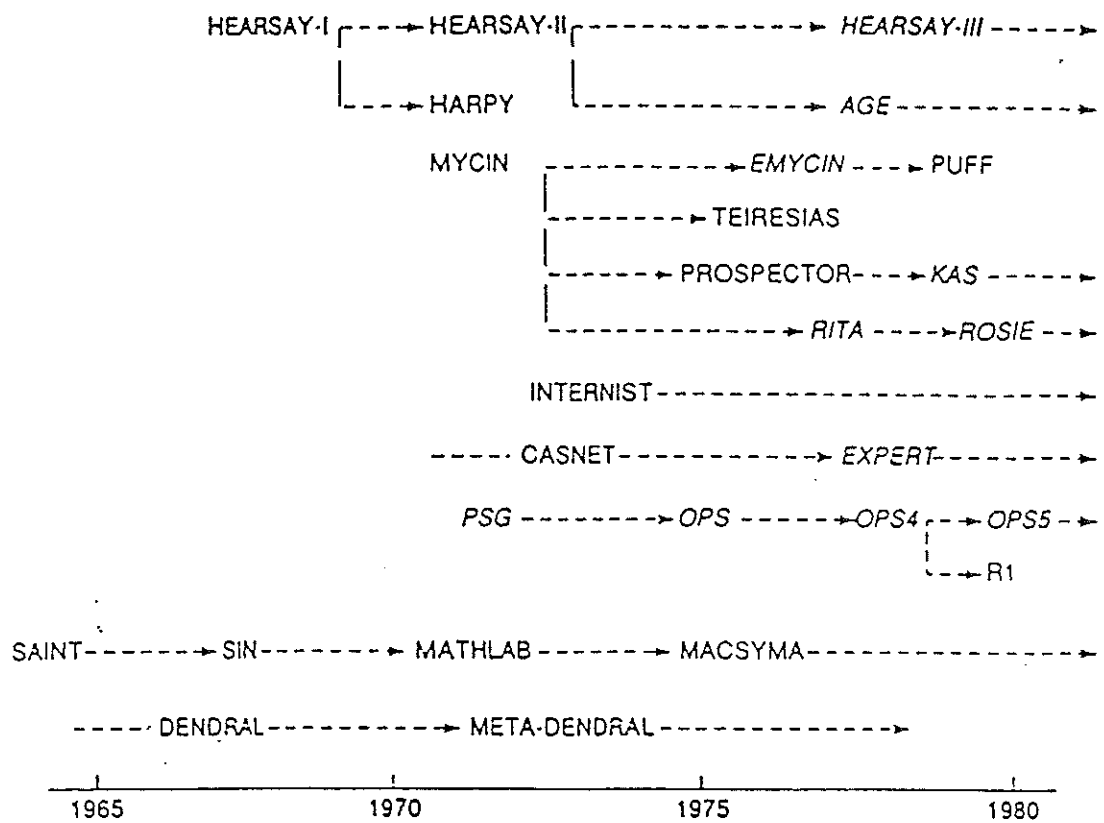 HEARSAY-I HEARSAY-II HEARSAY-III
HARPY AGE
MYCIN EMYCIN PUFF
TEIRESIAS
PROSPECTOR KAS
RITA ROSIE
INTERNIST
CASNET EXPERT
PSG OPS OPS4 OPS5
R1
SAINT SIN MATHLAB MACSYMA
DENDRAL META-DENDRAL
1965 1970 1975 1980